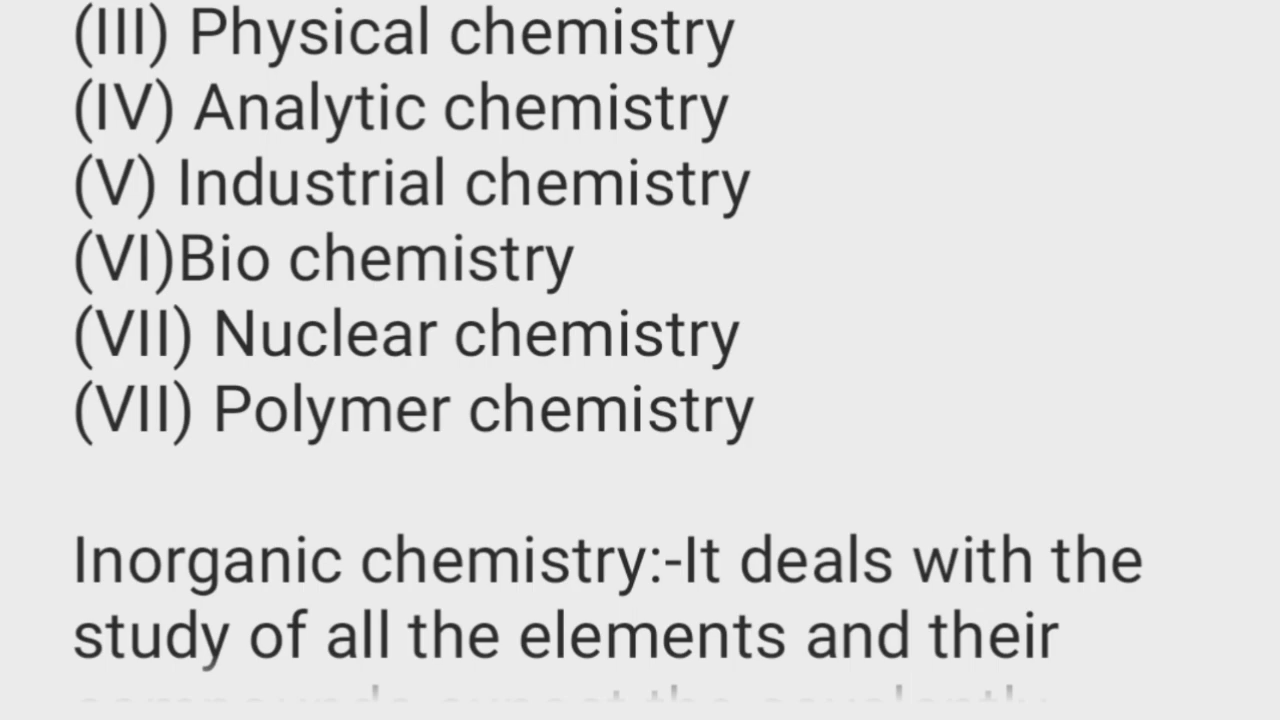 (III) Physical chemistry
(IV) Analytic chemistry
(V) Industrial chemistry
(VI)Bio chemistry
(VII) Nuclear chemistry
(VII) Polymer chemistry
Inorganic chemistry:-It deals with the
study of all the elements and their